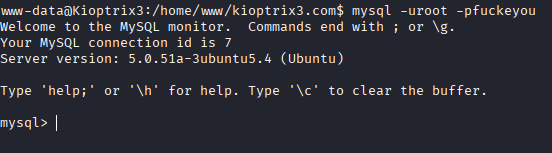 www-data@Kioptrix3:/home/www/kioptrix3.com$ mysql -uroot -pfuckeyou
Welcome to the MySQL monitor.  Commands end with ; or \g.
Your MySQL connection id is 7
Server version: 5.0.51a-3ubuntu5.4 (Ubuntu)

Type 'help;' or '\h' for help. Type '\c' to clear the buffer.

mysql>